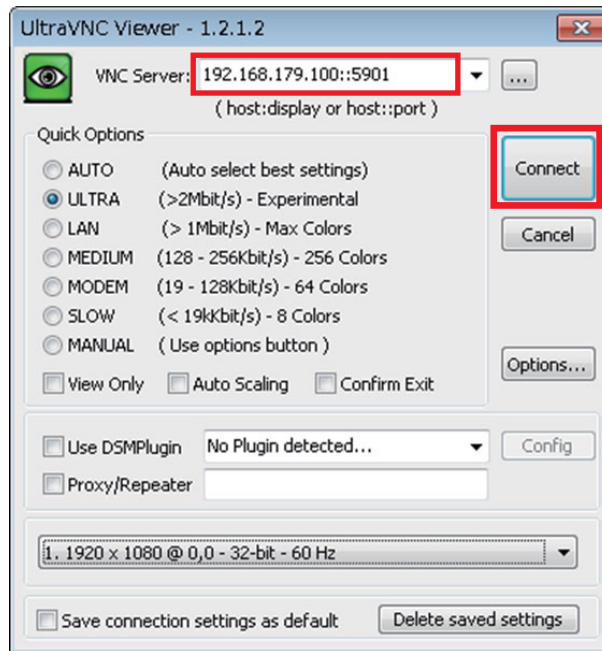 UltraVNC Viewer - 1.2.1.2
VNC Server: 192.168.179.100::5901 ...
( host:display or host::port )
Quick Options
AUTO (Auto select best settings)
ULTRA (>2Mbit/s) - Experimental
LAN (> 1Mbit/s) - Max Colors
MEDIUM (128 - 256Kbit/s) - 256 Colors
MODEM (19 - 128Kbit/s) - 64 Colors
SLOW (< 19kKbit/s) - 8 Colors
MANUAL ( Use options button )
View Only Auto Scaling Confirm Exit
Connect
Cancel
Options...
Use DSMPlugin No Plugin detected... Config
Proxy/Repeater
1. 1920 x 1080 @ 0,0 - 32-bit - 60 Hz
Save connection settings as default Delete saved settings